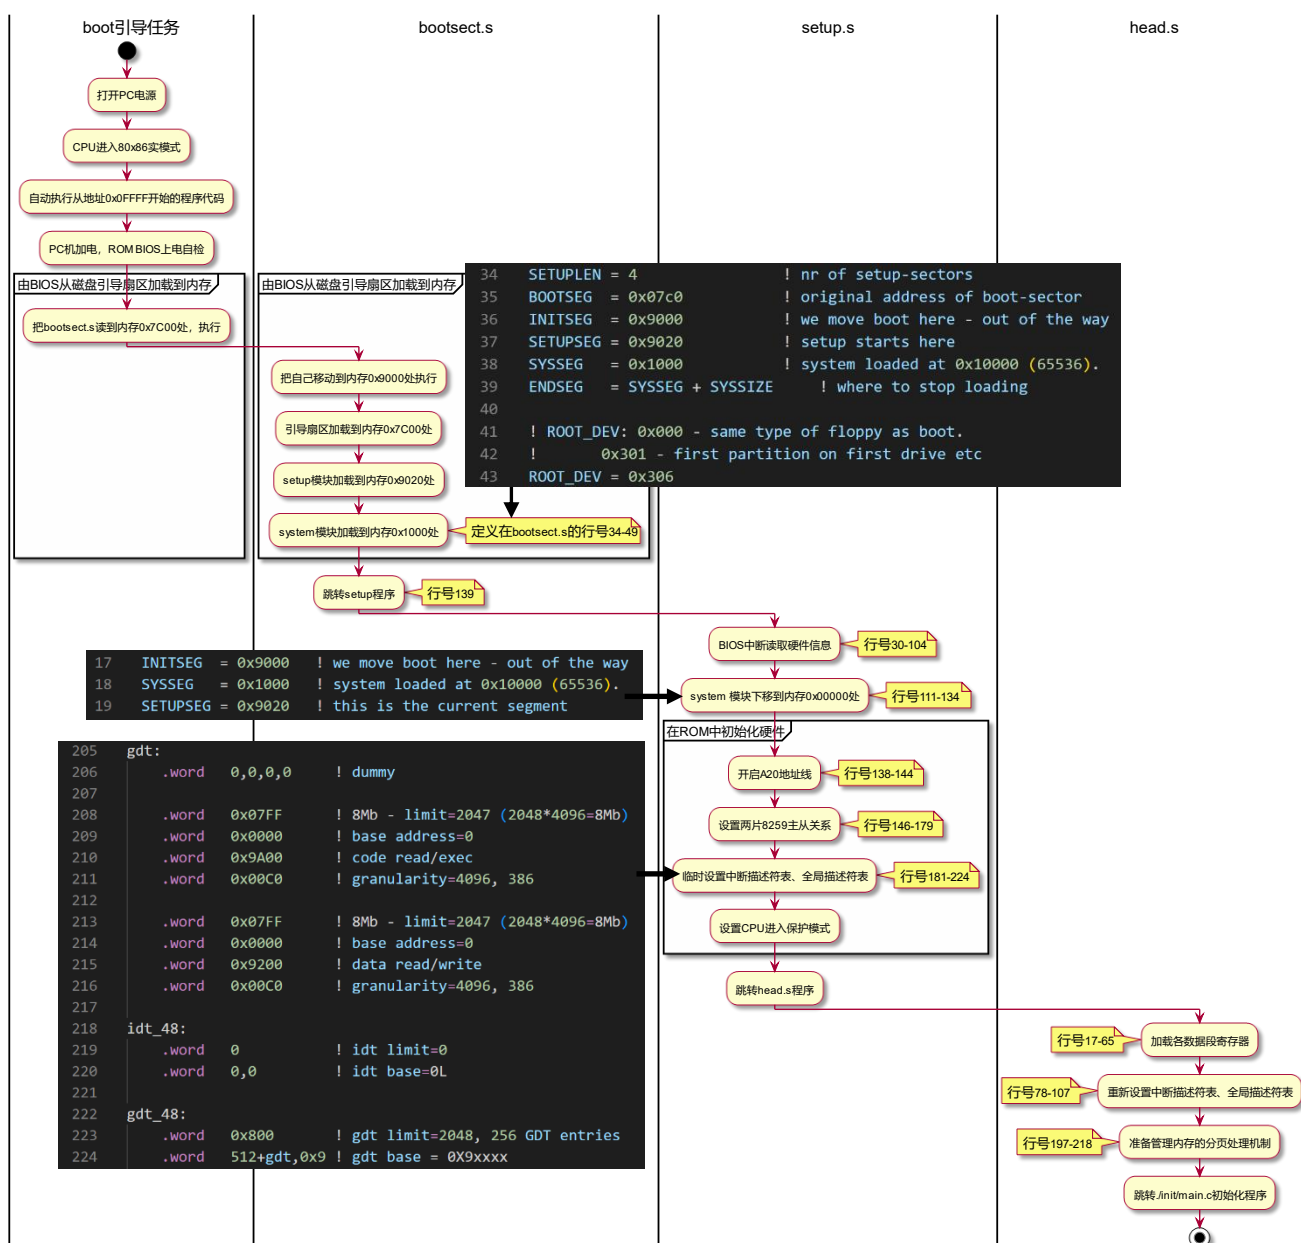 boot引导任务
bootsect.s
setup.s
head.s
打开PC电源
CPU进入80x86实模式
自动执行从地址0x0FFFF开始的程序代码
PC机加电，ROM BIOS上电自检
由BIOS从磁盘引导扇区加载到内存
把bootsect.s读到内存0x7C00处，执行
由BIOS从磁盘引导扇区加载到内存
把自己移动到内存0x9000处执行
引导扇区加载到内存0x7C00处
setup模块加载到内存0x9020处
system模块加载到内存0x1000处
定义在bootsect.s的行号34-49
34 SETUPLEN = 4 ! nr of setup-sectors
35 BOOTSEG = 0x07c0 ! original address of boot-sector
36 INITSEG = 0x9000 ! we move boot here - out of the way
37 SETUPSEG = 0x9020 ! setup starts here
38 SYSSEG = 0x1000 ! system loaded at 0x10000 (65536).
39 ENDSEG = SYSSEG + SYSSIZE ! where to stop loading
40
41 ! ROOT_DEV: 0x000 - same type of floppy as boot.
42 ! 0x301 - first partition on first drive etc
43 ROOT_DEV = 0x306
跳转setup程序
行号139
BIOS中断读取硬件信息
行号30-104
system 模块下移到内存0x00000处
行号111-134
17 INITSEG = 0x9000 ! we move boot here - out of the way
18 SYSSEG = 0x1000 ! system loaded at 0x10000 (65536).
19 SETUPSEG = 0x9020 ! this is the current segment
在ROM中初始化硬件
开启A20地址线
行号138-144
设置两片8259主从关系
行号146-179
临时设置中断描述符表、全局描述符表
行号181-224
设置CPU进入保护模式
205 gdt:
206 .word 0,0,0,0 ! dummy
207
208 .word 0x07FF ! 8Mb - limit=2047 (2048*4096=8Mb)
209 .word 0x0000 ! base address=0
210 .word 0x9A00 ! code read/exec
211 .word 0x00C0 ! granularity=4096, 386
212
213 .word 0x07FF ! 8Mb - limit=2047 (2048*4096=8Mb)
214 .word 0x0000 ! base address=0
215 .word 0x9200 ! data read/write
216 .word 0x00C0 ! granularity=4096, 386
217
218 idt_48:
219 .word 0 ! idt limit=0
220 .word 0,0 ! idt base=0L
221
222 gdt_48:
223 .word 0x800 ! gdt limit=2048, 256 GDT entries
224 .word 512+gdt,0x9 ! gdt base = 0X9xxxx
跳转head.s程序
行号17-65
加载各数据段寄存器
行号78-107
重新设置中断描述符表、全局描述符表
行号197-218
准备管理内存的分页处理机制
跳转./init/main.c初始化程序